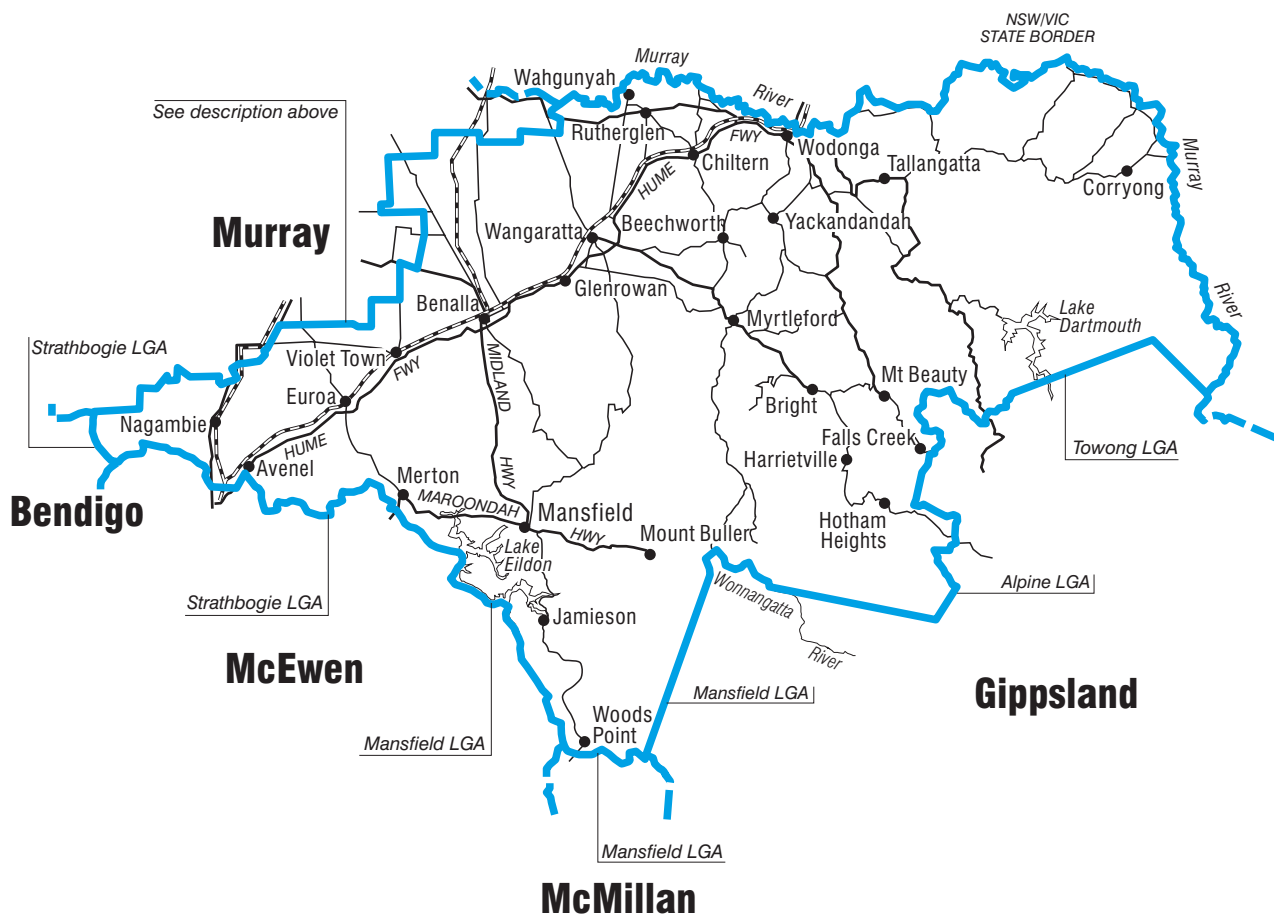 NSW/VIC
STATE BORDER
Murray
Wahgunyah
River
See description above
Rutherglen
FWY
Wodonga
Chiltern
Tallangatta
HUME
Corryong
Murray
Murray
Wangaratta
Beechworth
Yackandandah
Glenrowan
Benalla
Lake
Dartmouth
River
Myrtleford
Strathbogie LGA
Violet Town
FWY
MIDLAND
Mt Beauty
Euroa
Bright
Nagambie
HUME
Falls Creek
Towong LGA
Avenel
Harrietville
Merton
HWY
MAROONDAH
Bendigo
Mansfield
Hotham
Heights
HWY
Mount Buller
Lake
Eildon
Wonnangatta
Alpine LGA
Strathbogie LGA
Jamieson
River
McEwen
Gippsland
Mansfield LGA
Woods
Point
Mansfield LGA
Mansfield LGA
McMillan